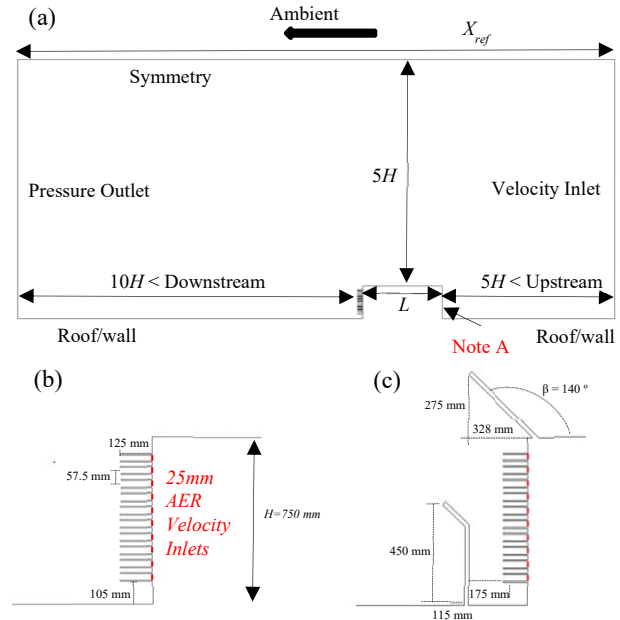 (a)
Ambient
X_ref
Symmetry
5H
Pressure Outlet
Velocity Inlet
10H < Downstream
5H < Upstream
L
Roof/wall
Note A
Roof/wall
(b)
125 mm
57.5 mm
25mm
AER
Velocity
Inlets
H=750 mm
105 mm
(c)
β = 140 º
275 mm
328 mm
450 mm
175 mm
115 mm